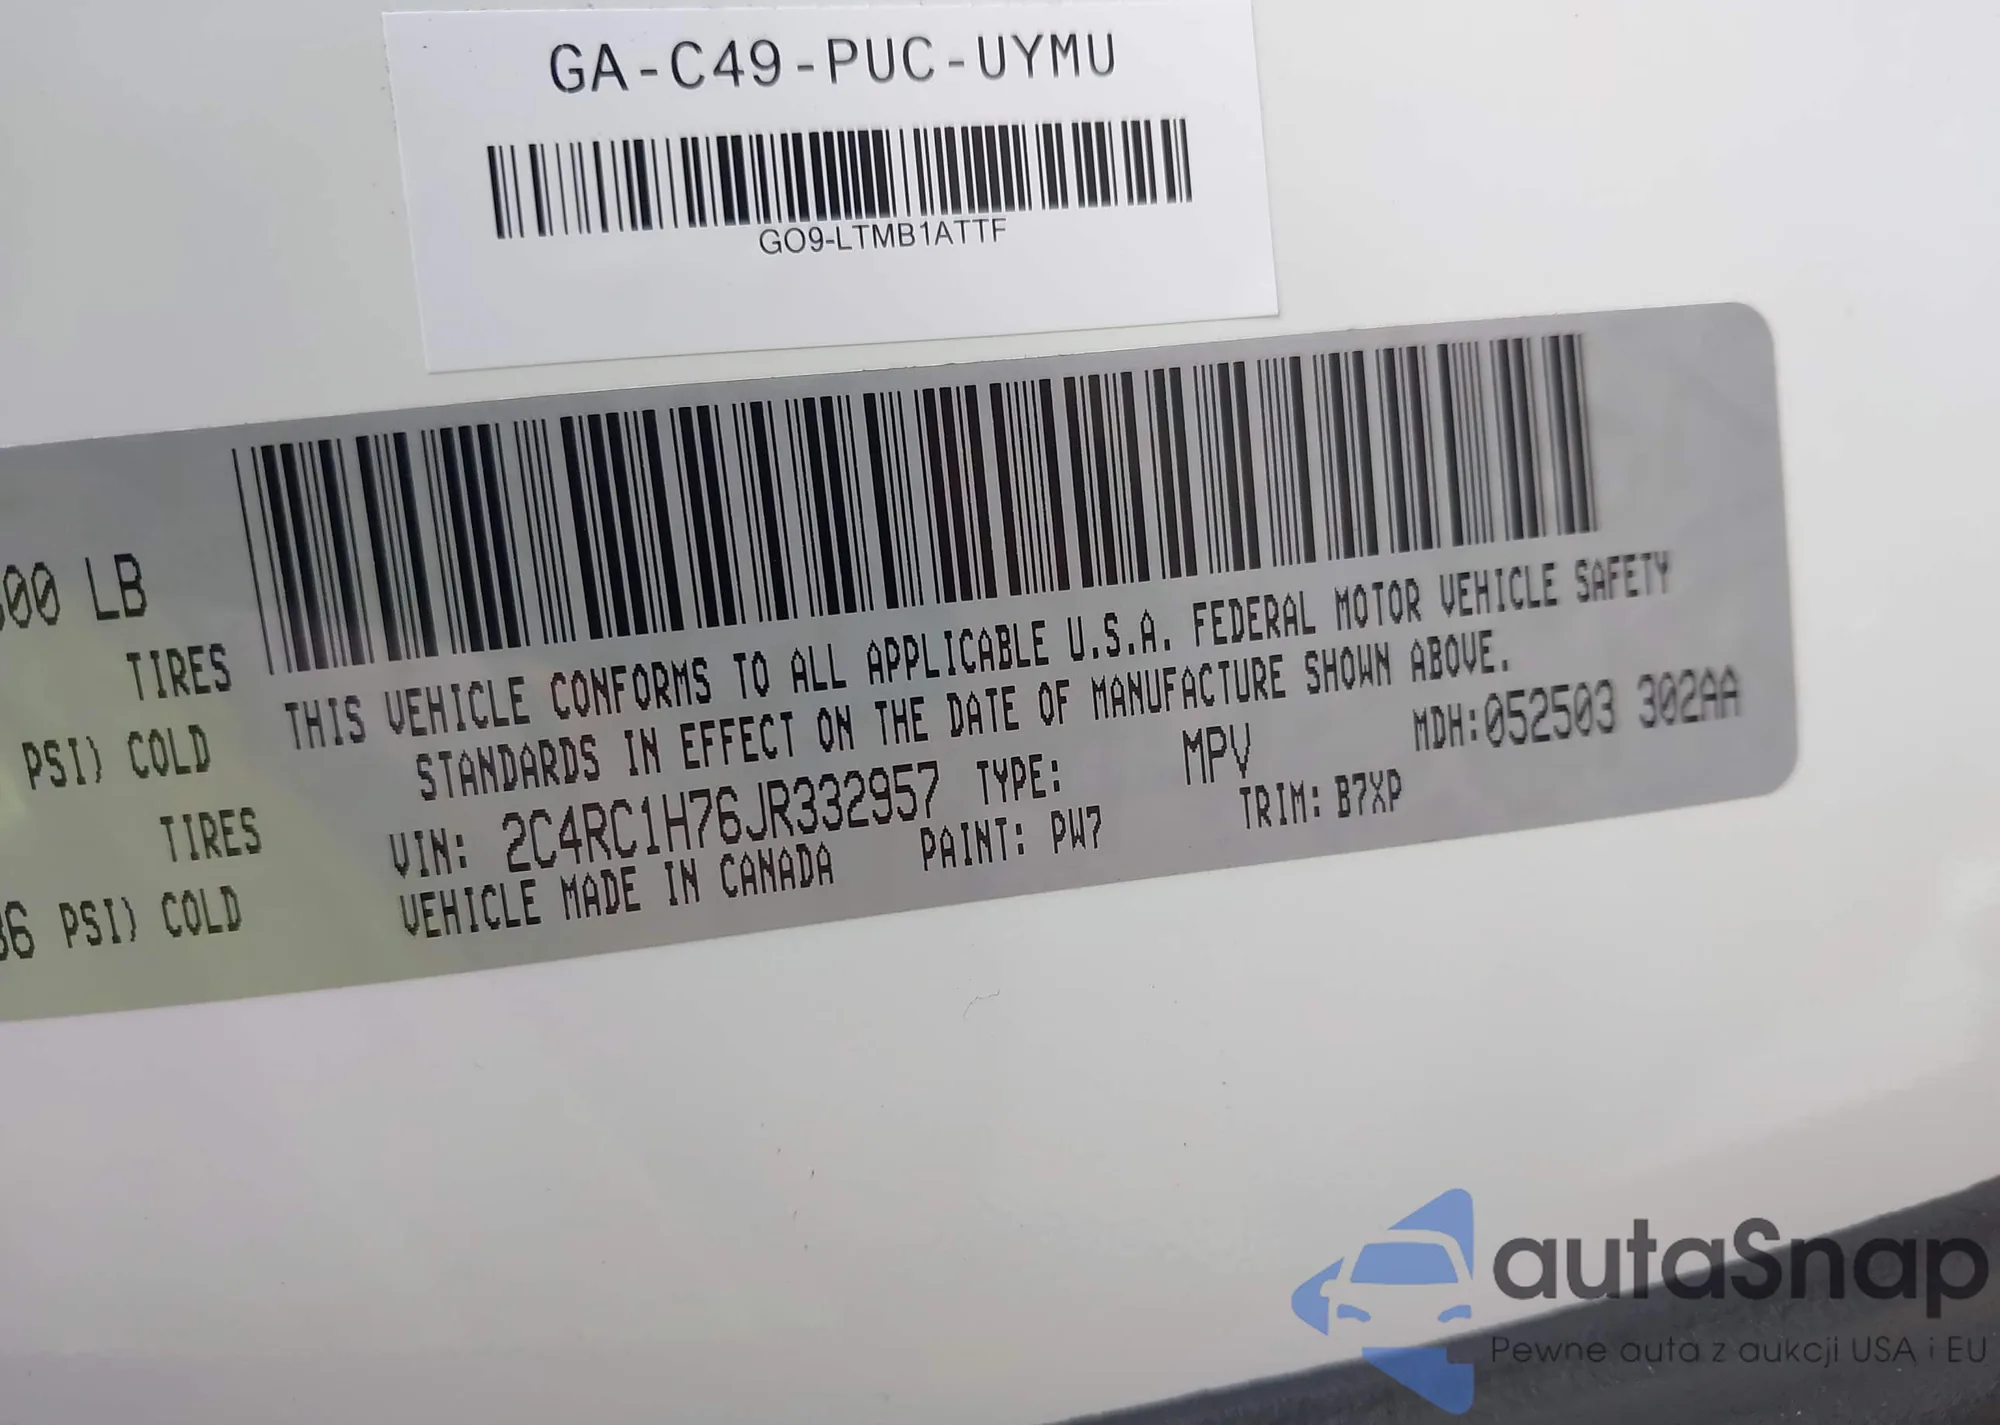 GA-C49-PUC-UYMU
GO9-LTMB1ATTF
00 LB
TIRES
PSI) COLD
TIRES
36 PSI) COLD
THIS VEHICLE CONFORMS TO ALL APPLICABLE U.S.A. FEDERAL MOTOR VEHICLE SAFETY
STANDARDS IN EFFECT ON THE DATE OF MANUFACTURE SHOWN ABOVE.
VIN: 2C4RC1H76JR332957 TYPE: MPV MDH:052503 302AA
VEHICLE MADE IN CANADA PAINT: PW7 TRIM: B7XP
autaSnap
Pewne auta z aukcji USA i EU